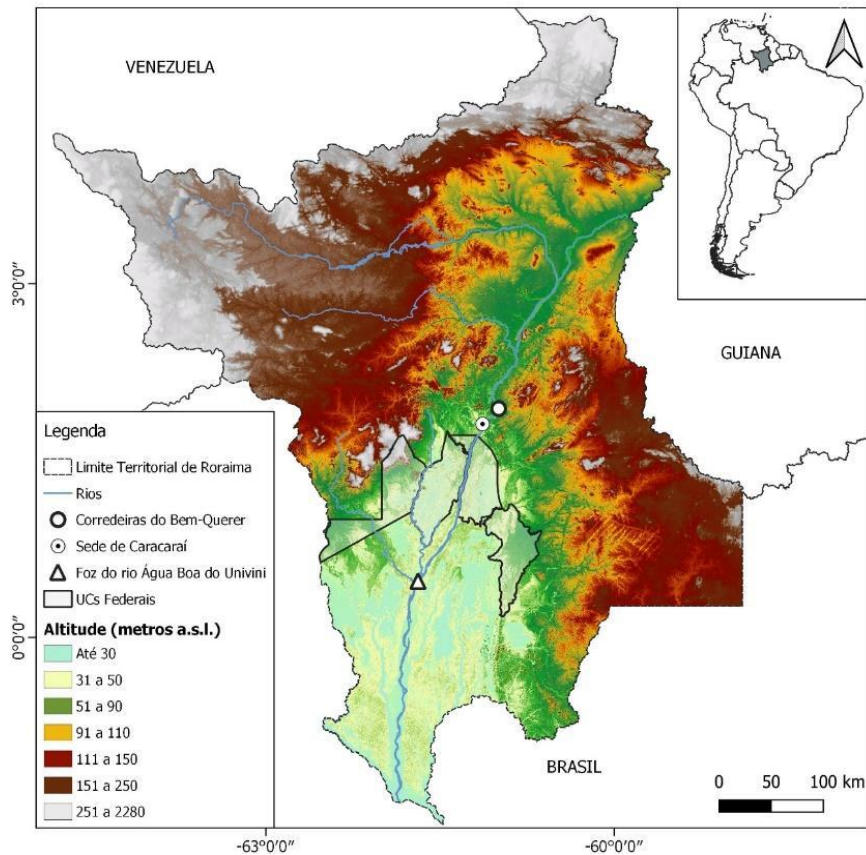 VENEZUELA
GUIANA
BRASIL
3°0'0"
0°0'0"
-63°0'0"
-60°0'0"
Legenda
Limite Territorial de Roraima
Rios
Corredeiras do Bem-Querer
Sede de Caracaraí
Foz do rio Água Boa do Univini
UCs Federais
Altitude (metros a.s.l.)
Até 30
31 a 50
51 a 90
91 a 110
111 a 150
151 a 250
251 a 2280
0 50 100 km